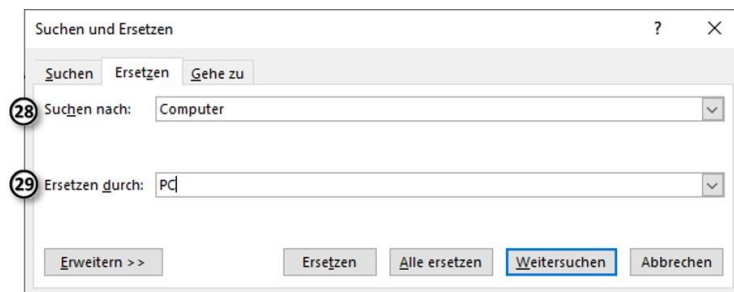 Suchen und Ersetzen ? ×
Suchen Ersetzen Gehe zu
28 Suchen nach: Computer
29 Ersetzen durch: PC
Erweitern >> Ersetzen Alle ersetzen Weitersuchen Abbrechen